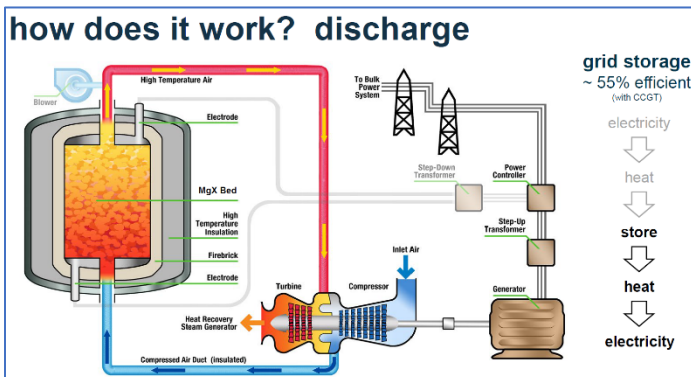 how does it work?  discharge
High Temperature Air
Blower
Electrode
MgX Bed
High
Temperature
Insulation
Firebrick
Electrode
Compressed Air Duct (insulated)
Heat Recovery
Steam Generator
Turbine
Compressor
Inlet Air
To Bulk
Power
System
Step-Down
Transformer
Power
Controller
Step-Up
Transformer
Generator
grid storage
~ 55% efficient
(with CCGT)
electricity
heat
store
heat
electricity